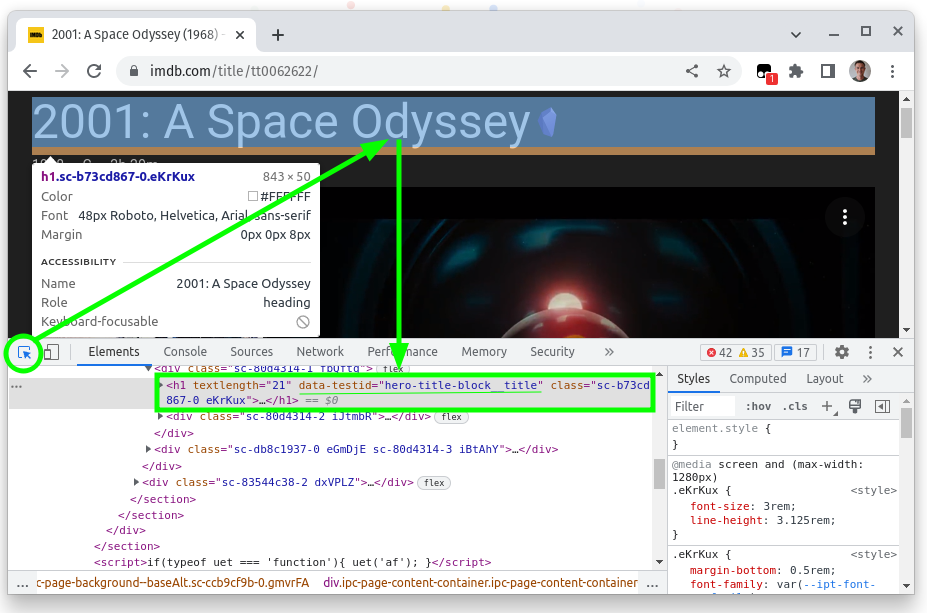 IMDb 2001: A Space Odyssey (1968) -
imdb.com/title/tt0062622/
1
2001: A Space Odyssey
h1.sc-b73cd867-0.eKrKux 843 × 50
Color #FFFFFF
Font 48px Roboto, Helvetica, Arial, sans-serif
Margin 0px 0px 8px
ACCESSIBILITY
Name 2001: A Space Odyssey
Role heading
Keyboard-focusable
Elements Console Sources Network Performance Memory Security » 42 35 17
<div class="sc-80d4314-1 fbQftq"> flex
… <h1 textlength="21" data-testid="hero-title-block__title" class="sc-b73cd
867-0 eKrKux">…</h1> == $0
<div class="sc-80d4314-2 iJtmbR">…</div> flex
</div>
<div class="sc-db8c1937-0 eGmDjE sc-80d4314-3 iBtAhY">…</div>
</div>
<div class="sc-83544c38-2 dxVPLZ">…</div> flex
</section>
</section>
</div>
</section>
<script>if(typeof uet === 'function'){ uet('af'); }</script>
… c-page-background--baseAlt.sc-ccb9cf9b-0.gmvrFA div.ipc-page-content-container.ipc-page-content-container …
Styles Computed Layout »
Filter :hov .cls +
element.style {
}
@media screen and (max-width:
1280px)
.eKrKux { <style>
font-size: 3rem;
line-height: 3.125rem;
}
.eKrKux { <style>
margin-bottom: 0.5rem;
font-family: var(--ipt-font-